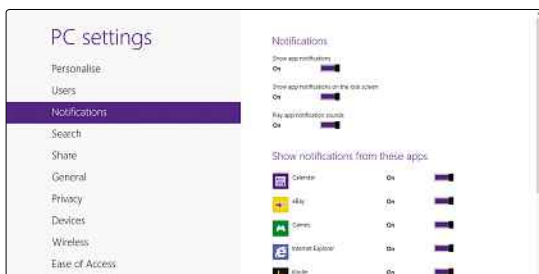 PC settings
Personalise
Users
Notifications
Search
Share
General
Privacy
Devices
Wireless
Ease of Access
Notifications
Show app notifications
On
Show app notifications on the lock screen
On
Play app notification sounds
On
Show notifications from these apps
Calendar On
eBay On
Games On
Internet Explorer On
Kindle On